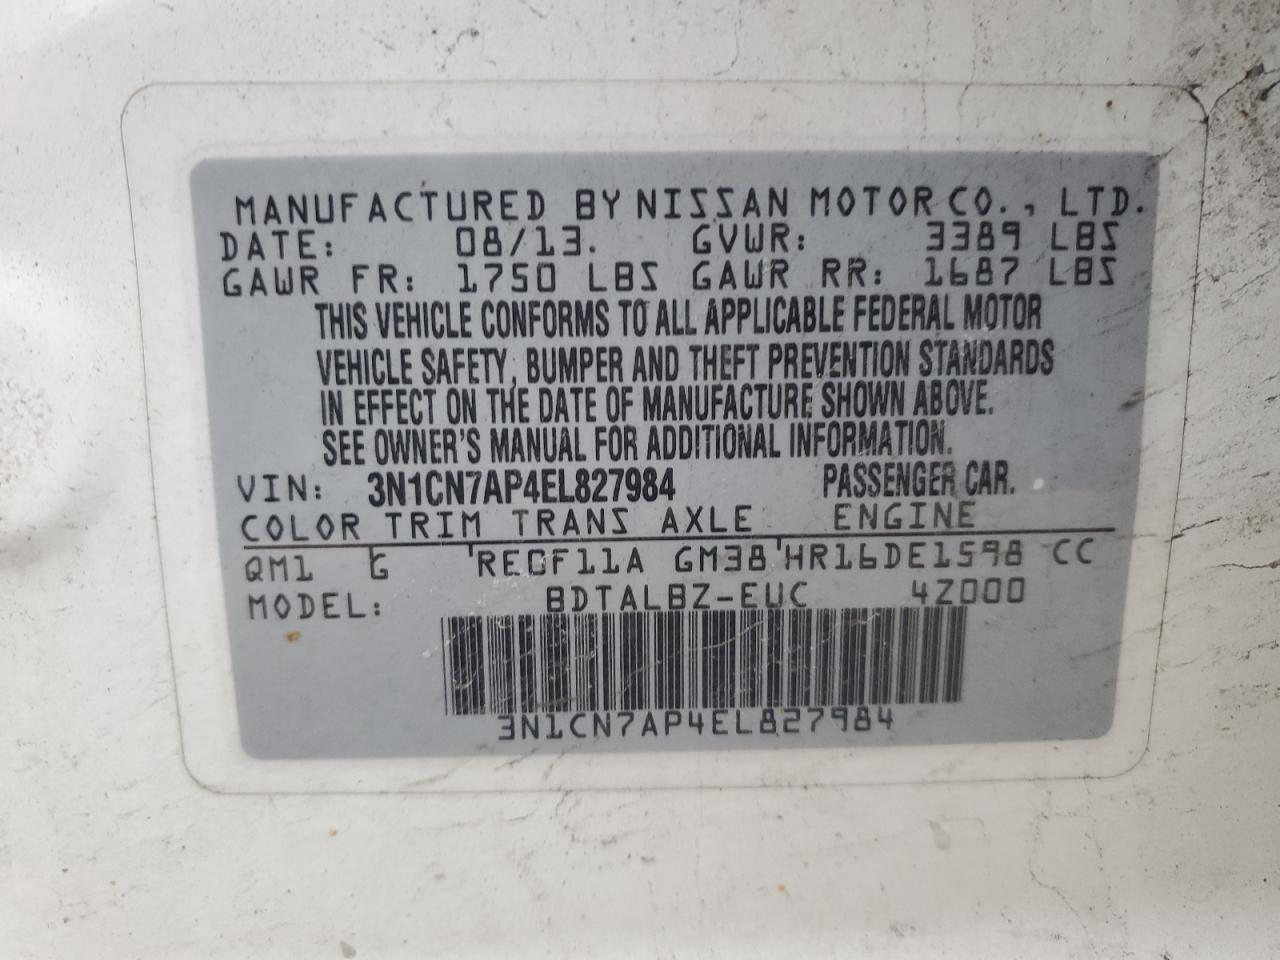 MANUFACTURED BY NISSAN MOTOR CO., LTD.
DATE: 08/13. GVWR: 3389 LBS
GAWR FR: 1750 LBS GAWR RR: 1687 LBS
THIS VEHICLE CONFORMS TO ALL APPLICABLE FEDERAL MOTOR
VEHICLE SAFETY, BUMPER AND THEFT PREVENTION STANDARDS
IN EFFECT ON THE DATE OF MANUFACTURE SHOWN ABOVE.
SEE OWNER'S MANUAL FOR ADDITIONAL INFORMATION.
VIN: 3N1CN7AP4EL827984 PASSENGER CAR.
COLOR TRIM TRANS AXLE ENGINE
QM1 G RE0F11A GM38 HR16DE1598 CC
MODEL: BDTALBZ-EUC 4Z000
3N1CN7AP4EL827984